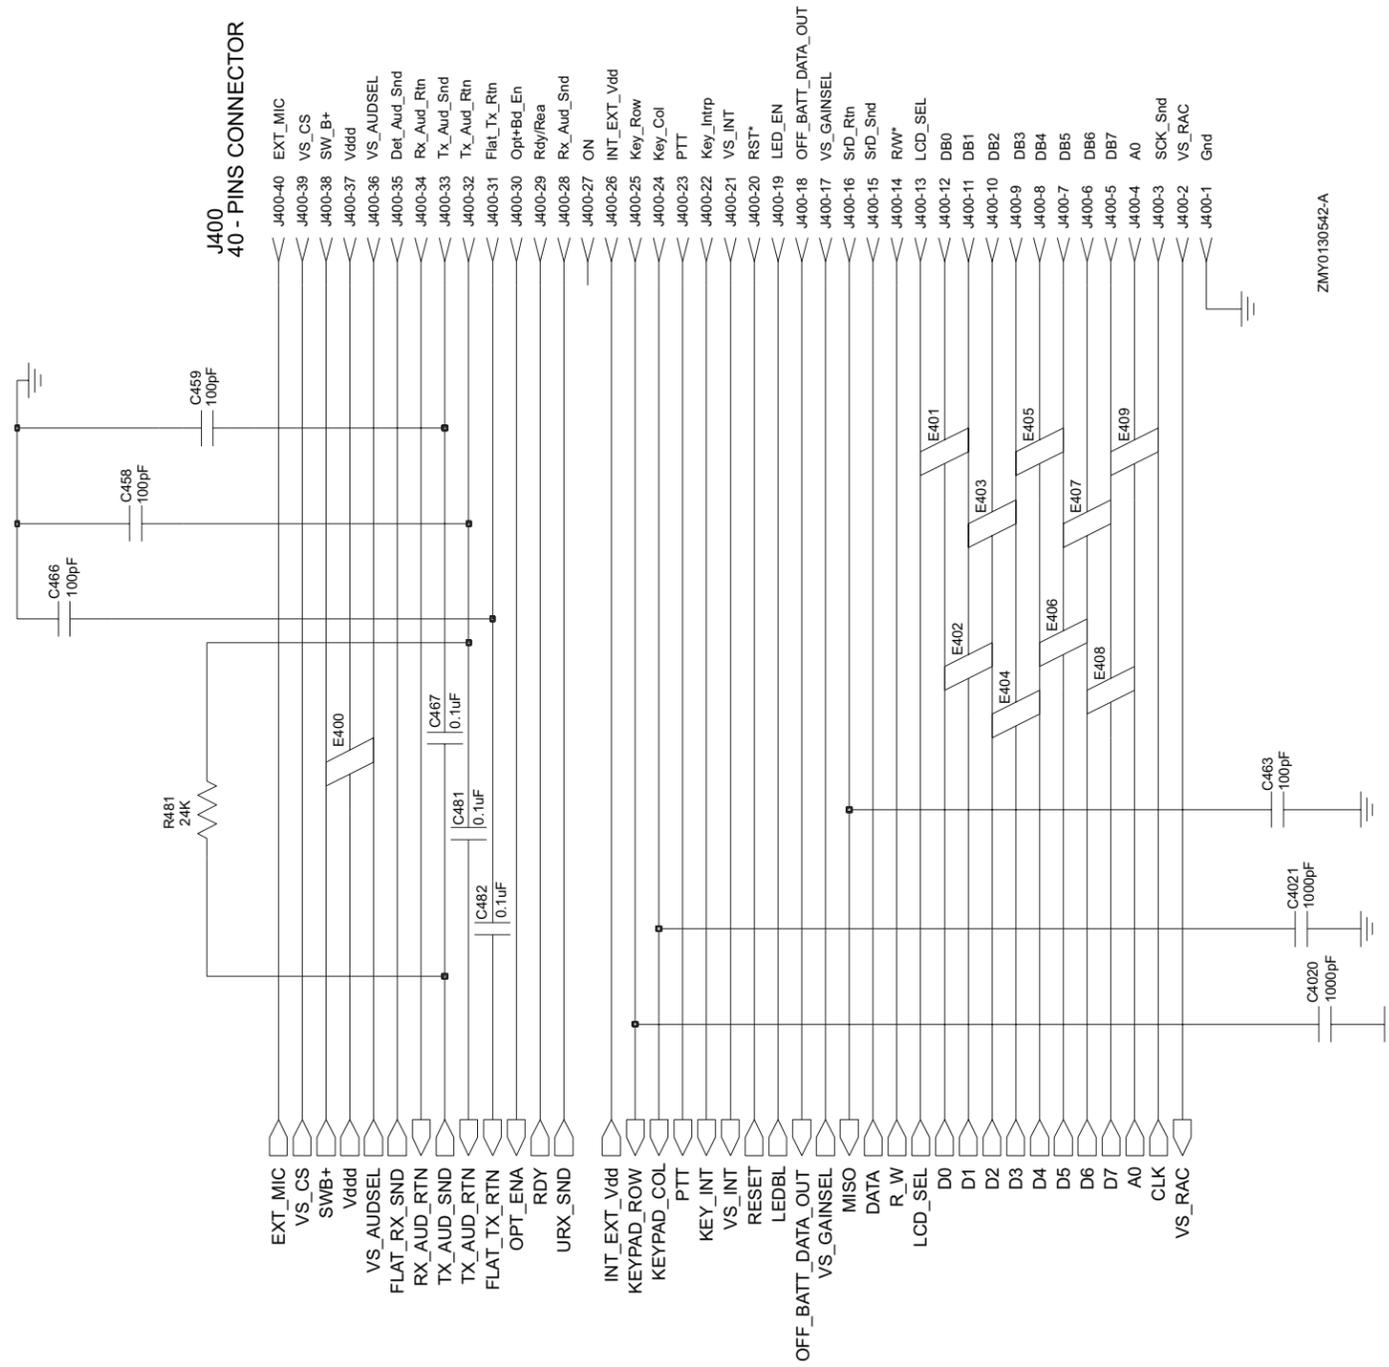 J400
40 - PINS CONNECTOR
J400-40 EXT_MIC
J400-39 VS_CS
J400-38 SW_B+
J400-37 Vddd
J400-36 VS_AUDSEL
J400-35 Det_Aud_Snd
J400-34 Rx_Aud_Rtn
J400-33 Tx_Aud_Snd
J400-32 Tx_Aud_Rtn
J400-31 Flat_Tx_Rtn
J400-30 Opt+Bd_En
J400-29 Rdy/Rea
J400-28 Rx_Aud_Snd
J400-27 ON
J400-26 INT_EXT_Vdd
J400-25 Key_Row
J400-24 Key_Col
J400-23 PTT
J400-22 Key_Intrp
J400-21 VS_INT
J400-20 RST*
J400-19 LED_EN
J400-18 OFF_BATT_DATA_OUT
J400-17 VS_GAINSEL
J400-16 SrD_Rtn
J400-15 SrD_Snd
J400-14 R/W*
J400-13 LCD_SEL
J400-12 DB0
J400-11 DB1
J400-10 DB2
J400-9 DB3
J400-8 DB4
J400-7 DB5
J400-6 DB6
J400-5 DB7
J400-4 A0
J400-3 SCK_Snd
J400-2 VS_RAC
J400-1 Gnd
ZMY0130542-A
C459
100pF
C458
100pF
C466
100pF
R481
24K
E400
C467
0.1uF
C481
0.1uF
C482
0.1uF
E401
E403
E405
E407
E409
E402
E404
E406
E408
C463
100pF
C4021
1000pF
C4020
1000pF
EXT_MIC
VS_CS
SWB+
Vddd
VS_AUDSEL
FLAT_RX_SND
RX_AUD_RTN
TX_AUD_SND
TX_AUD_RTN
FLAT_TX_RTN
OPT_ENA
RDY
URX_SND
INT_EXT_Vdd
KEYPAD_ROW
KEYPAD_COL
PTT
KEY_INT
VS_INT
RESET
LEDBL
OFF_BATT_DATA_OUT
VS_GAINSEL
MISO
DATA
R_W
LCD_SEL
D0
D1
D2
D3
D4
D5
D6
D7
A0
CLK
VS_RAC